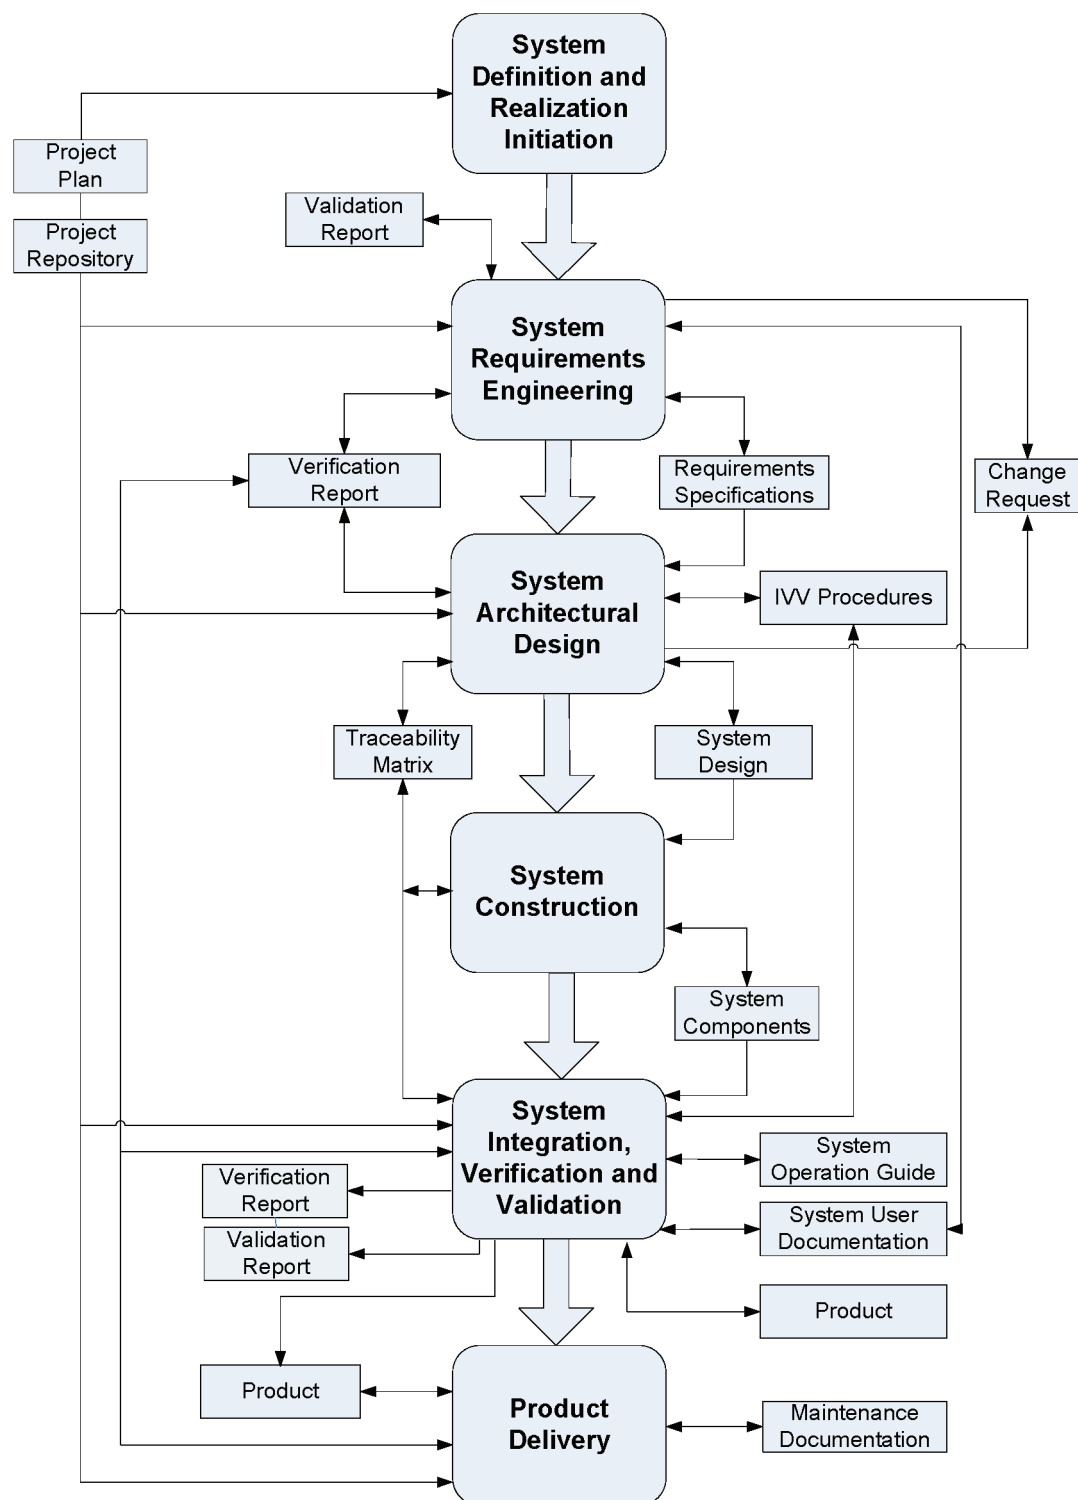 System
Definition and
Realization
Initiation
Project
Plan
Validation
Report
Project
Repository
System
Requirements
Engineering
Verification
Report
Requirements
Specifications
Change
Request
System
Architectural
Design
IVV Procedures
Traceability
Matrix
System
Design
System
Construction
System
Components
System
Integration,
Verification and
Validation
System
Operation Guide
Verification
Report
System User
Documentation
Validation
Report
Product
Product
Product
Delivery
Maintenance
Documentation